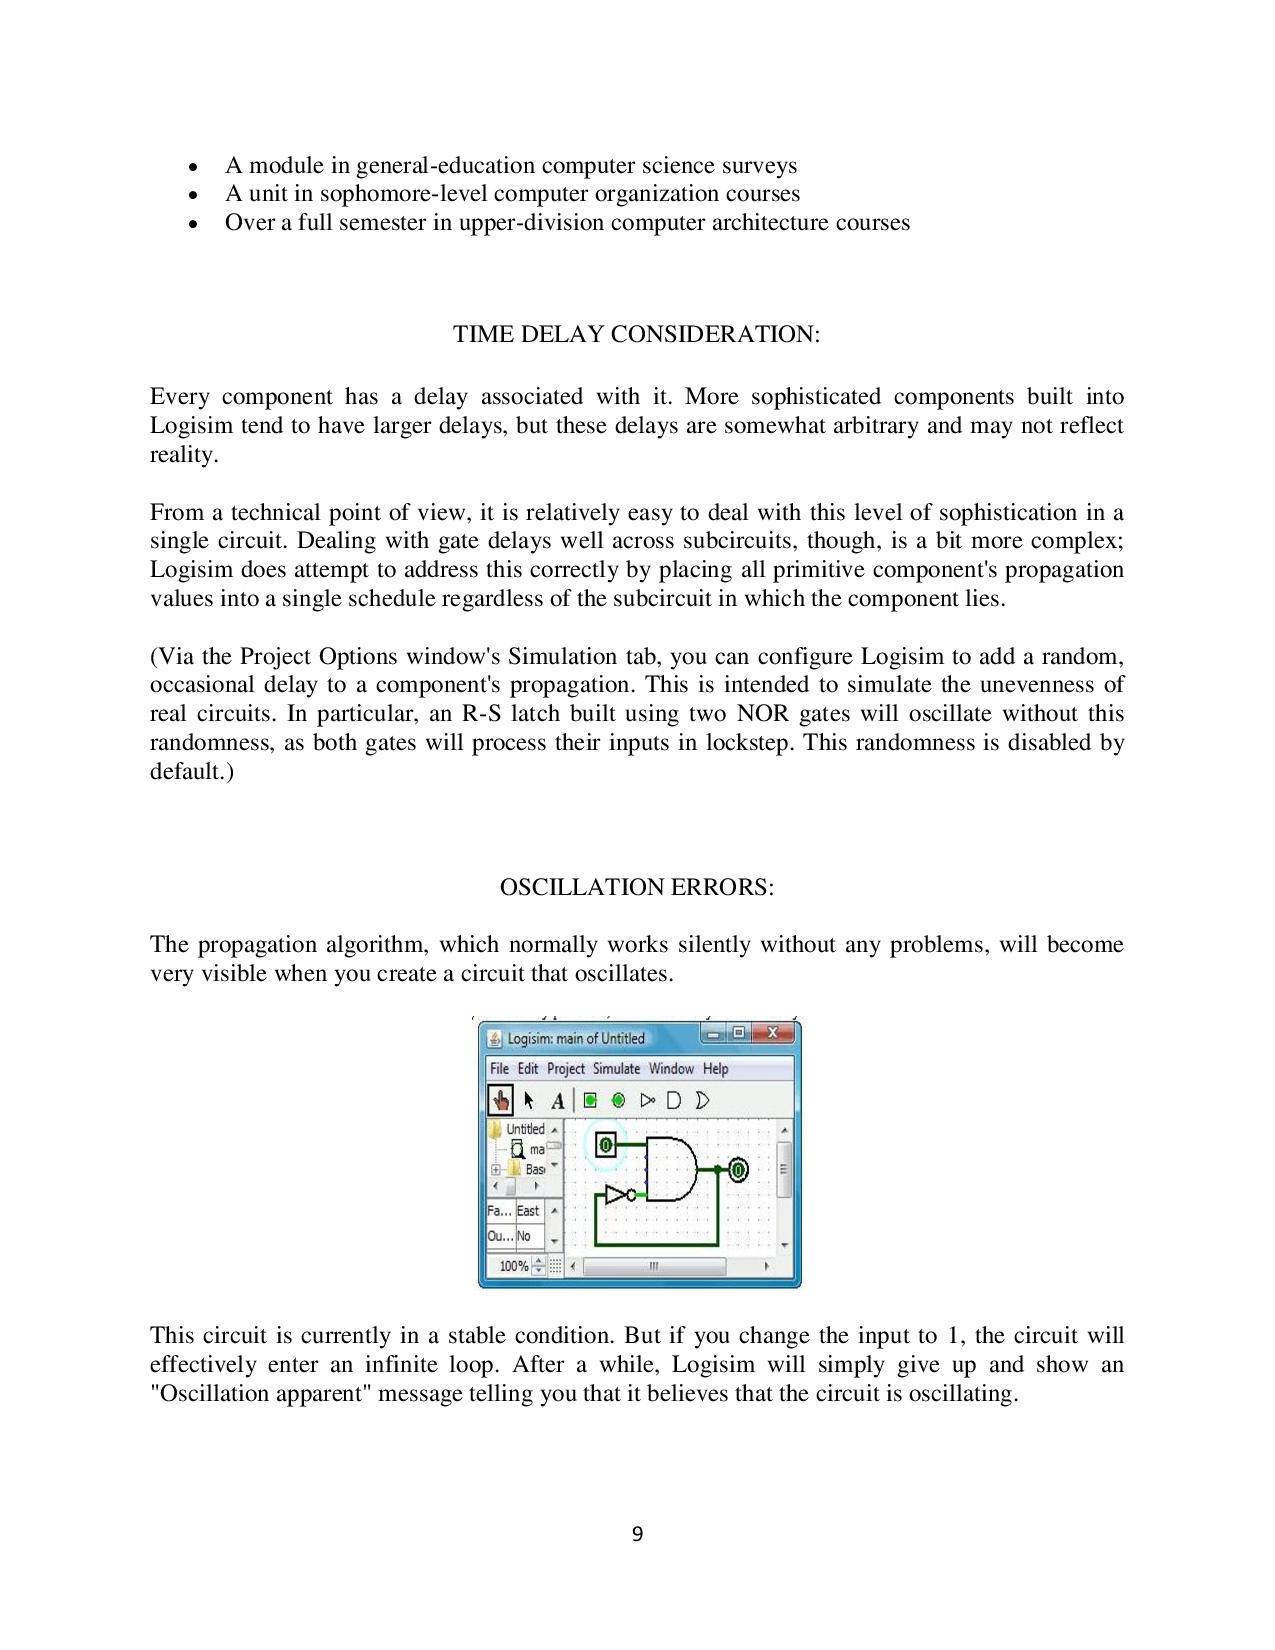 • A module in general-education computer science surveys
• A unit in sophomore-level computer organization courses
• Over a full semester in upper-division computer architecture courses
TIME DELAY CONSIDERATION:
Every component has a delay associated with it. More sophisticated components built into
Logisim tend to have larger delays, but these delays are somewhat arbitrary and may not reflect
reality.
From a technical point of view, it is relatively easy to deal with this level of sophistication in a
single circuit. Dealing with gate delays well across subcircuits, though, is a bit more complex;
Logisim does attempt to address this correctly by placing all primitive component's propagation
values into a single schedule regardless of the subcircuit in which the component lies.
(Via the Project Options window's Simulation tab, you can configure Logisim to add a random,
occasional delay to a component's propagation. This is intended to simulate the unevenness of
real circuits. In particular, an R-S latch built using two NOR gates will oscillate without this
randomness, as both gates will process their inputs in lockstep. This randomness is disabled by
default.)
OSCILLATION ERRORS:
The propagation algorithm, which normally works silently without any problems, will become
very visible when you create a circuit that oscillates.
Logisim: main of Untitled
File Edit Project Simulate Window Help
A
Untitled
ma
Bas
0
0
Fa... East
Ou... No
100%
This circuit is currently in a stable condition. But if you change the input to 1, the circuit will
effectively enter an infinite loop. After a while, Logisim will simply give up and show an
"Oscillation apparent" message telling you that it believes that the circuit is oscillating.
9